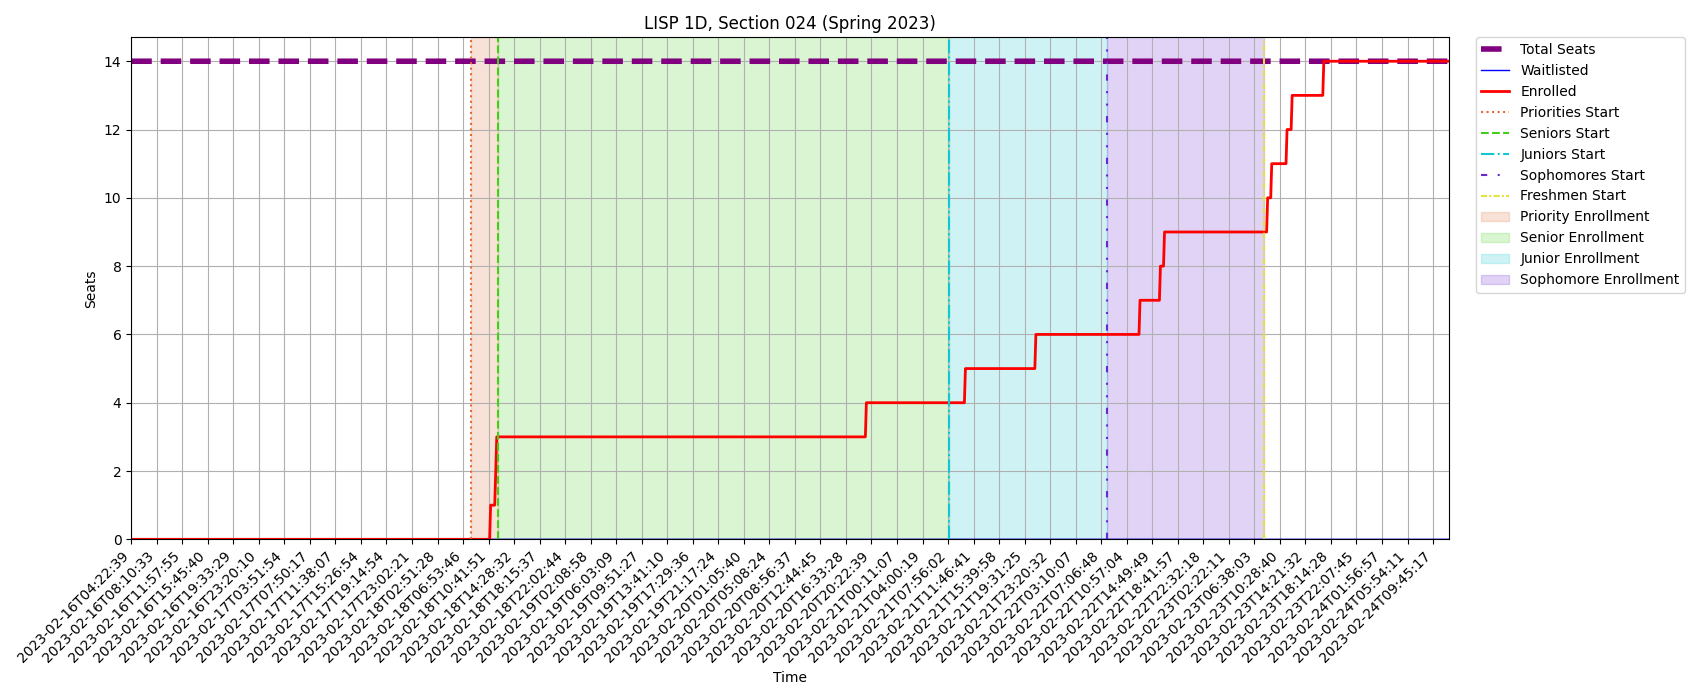 LISP 1D, Section 024 (Spring 2023)
Seats
14
12
10
8
6
4
2
0
2023-02-16T04:22:39
2023-02-16T08:10:33
2023-02-16T11:57:55
2023-02-16T15:45:40
2023-02-16T19:33:29
2023-02-16T23:20:10
2023-02-17T03:51:54
2023-02-17T07:50:17
2023-02-17T11:38:07
2023-02-17T15:26:54
2023-02-17T19:14:54
2023-02-17T23:02:21
2023-02-18T02:51:28
2023-02-18T06:53:46
2023-02-18T10:41:51
2023-02-18T14:28:32
2023-02-18T18:15:37
2023-02-18T22:02:44
2023-02-19T02:08:58
2023-02-19T06:03:09
2023-02-19T09:51:27
2023-02-19T13:41:10
2023-02-19T17:29:36
2023-02-19T21:17:24
2023-02-20T01:05:40
2023-02-20T05:08:24
2023-02-20T08:56:37
2023-02-20T12:44:45
2023-02-20T16:33:28
2023-02-20T20:22:39
2023-02-21T00:11:07
2023-02-21T04:00:19
2023-02-21T07:56:02
2023-02-21T11:46:41
2023-02-21T15:39:58
2023-02-21T19:31:25
2023-02-21T23:20:32
2023-02-22T03:10:07
2023-02-22T07:06:48
2023-02-22T10:57:04
2023-02-22T14:49:49
2023-02-22T18:41:57
2023-02-22T22:32:18
2023-02-23T02:22:11
2023-02-23T06:38:03
2023-02-23T10:28:40
2023-02-23T14:21:32
2023-02-23T18:14:28
2023-02-23T22:07:45
2023-02-24T01:56:57
2023-02-24T05:54:11
2023-02-24T09:45:17
Time
Total Seats
Waitlisted
Enrolled
Priorities Start
Seniors Start
Juniors Start
Sophomores Start
Freshmen Start
Priority Enrollment
Senior Enrollment
Junior Enrollment
Sophomore Enrollment